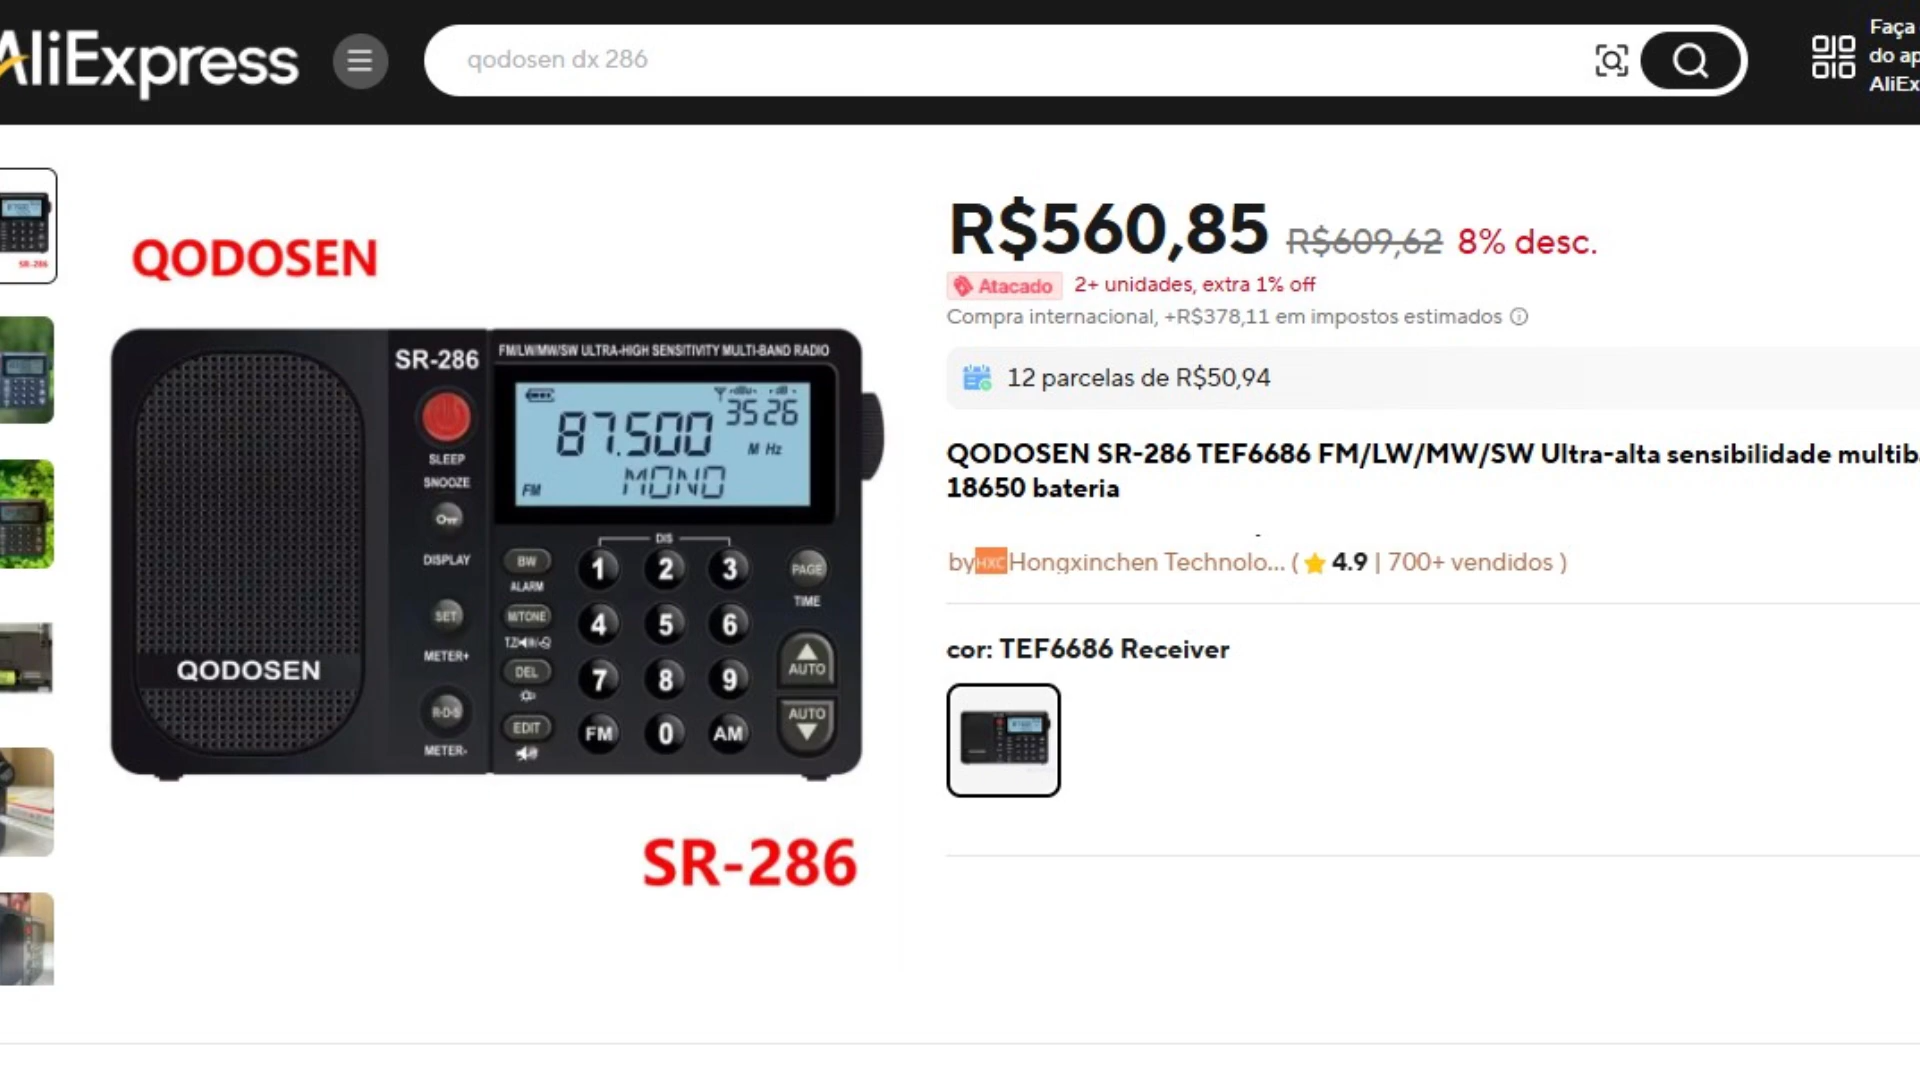 AliExpress
qodosen dx 286
Faça
do ap
AliEx
QODOSEN
SR-286
FM/LW/MW/SW ULTRA-HIGH SENSITIVITY MULTI-BAND RADIO
35 26
87.500
M Hz
FM
MONO
SLEEP
SNOOZE
DISPLAY
SET
METER+
R·D·S
METER-
DIS
BW
ALARM
M/TONE
DEL
EDIT
1 2 3
4 5 6
7 8 9
FM 0 AM
PAGE
TIME
AUTO
AUTO
QODOSEN
SR-286
SR-286
R$560,85 R$609,62 8% desc.
Atacado 2+ unidades, extra 1% off
Compra internacional, +R$378,11 em impostos estimados
12 parcelas de R$50,94
QODOSEN SR-286 TEF6686 FM/LW/MW/SW Ultra-alta sensibilidade multib
18650 bateria
by HXC Hongxinchen Technolo... ( 4.9 | 700+ vendidos )
cor: TEF6686 Receiver